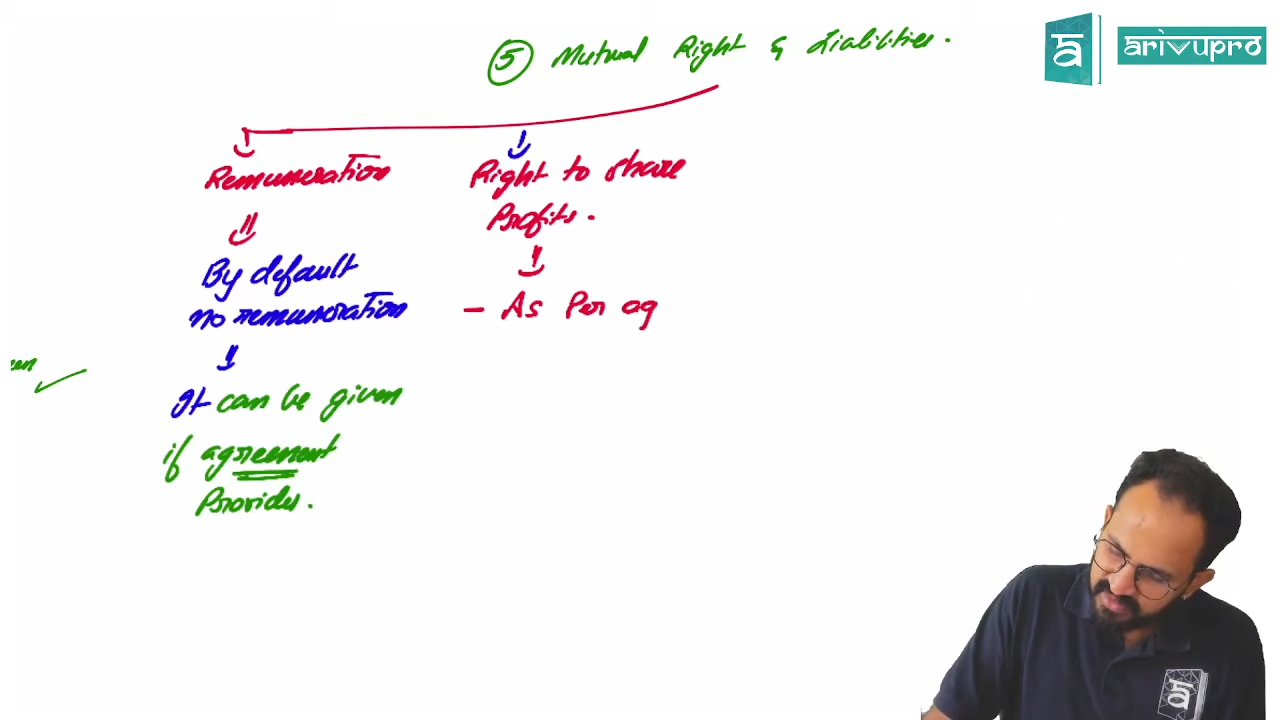 ⑤ Mutual Right & Liabilities.
arivupro
Remuneration
Right to share
Profits.
By default
no remuneration
- As Per ag
It can be given
if agreement
Provides.